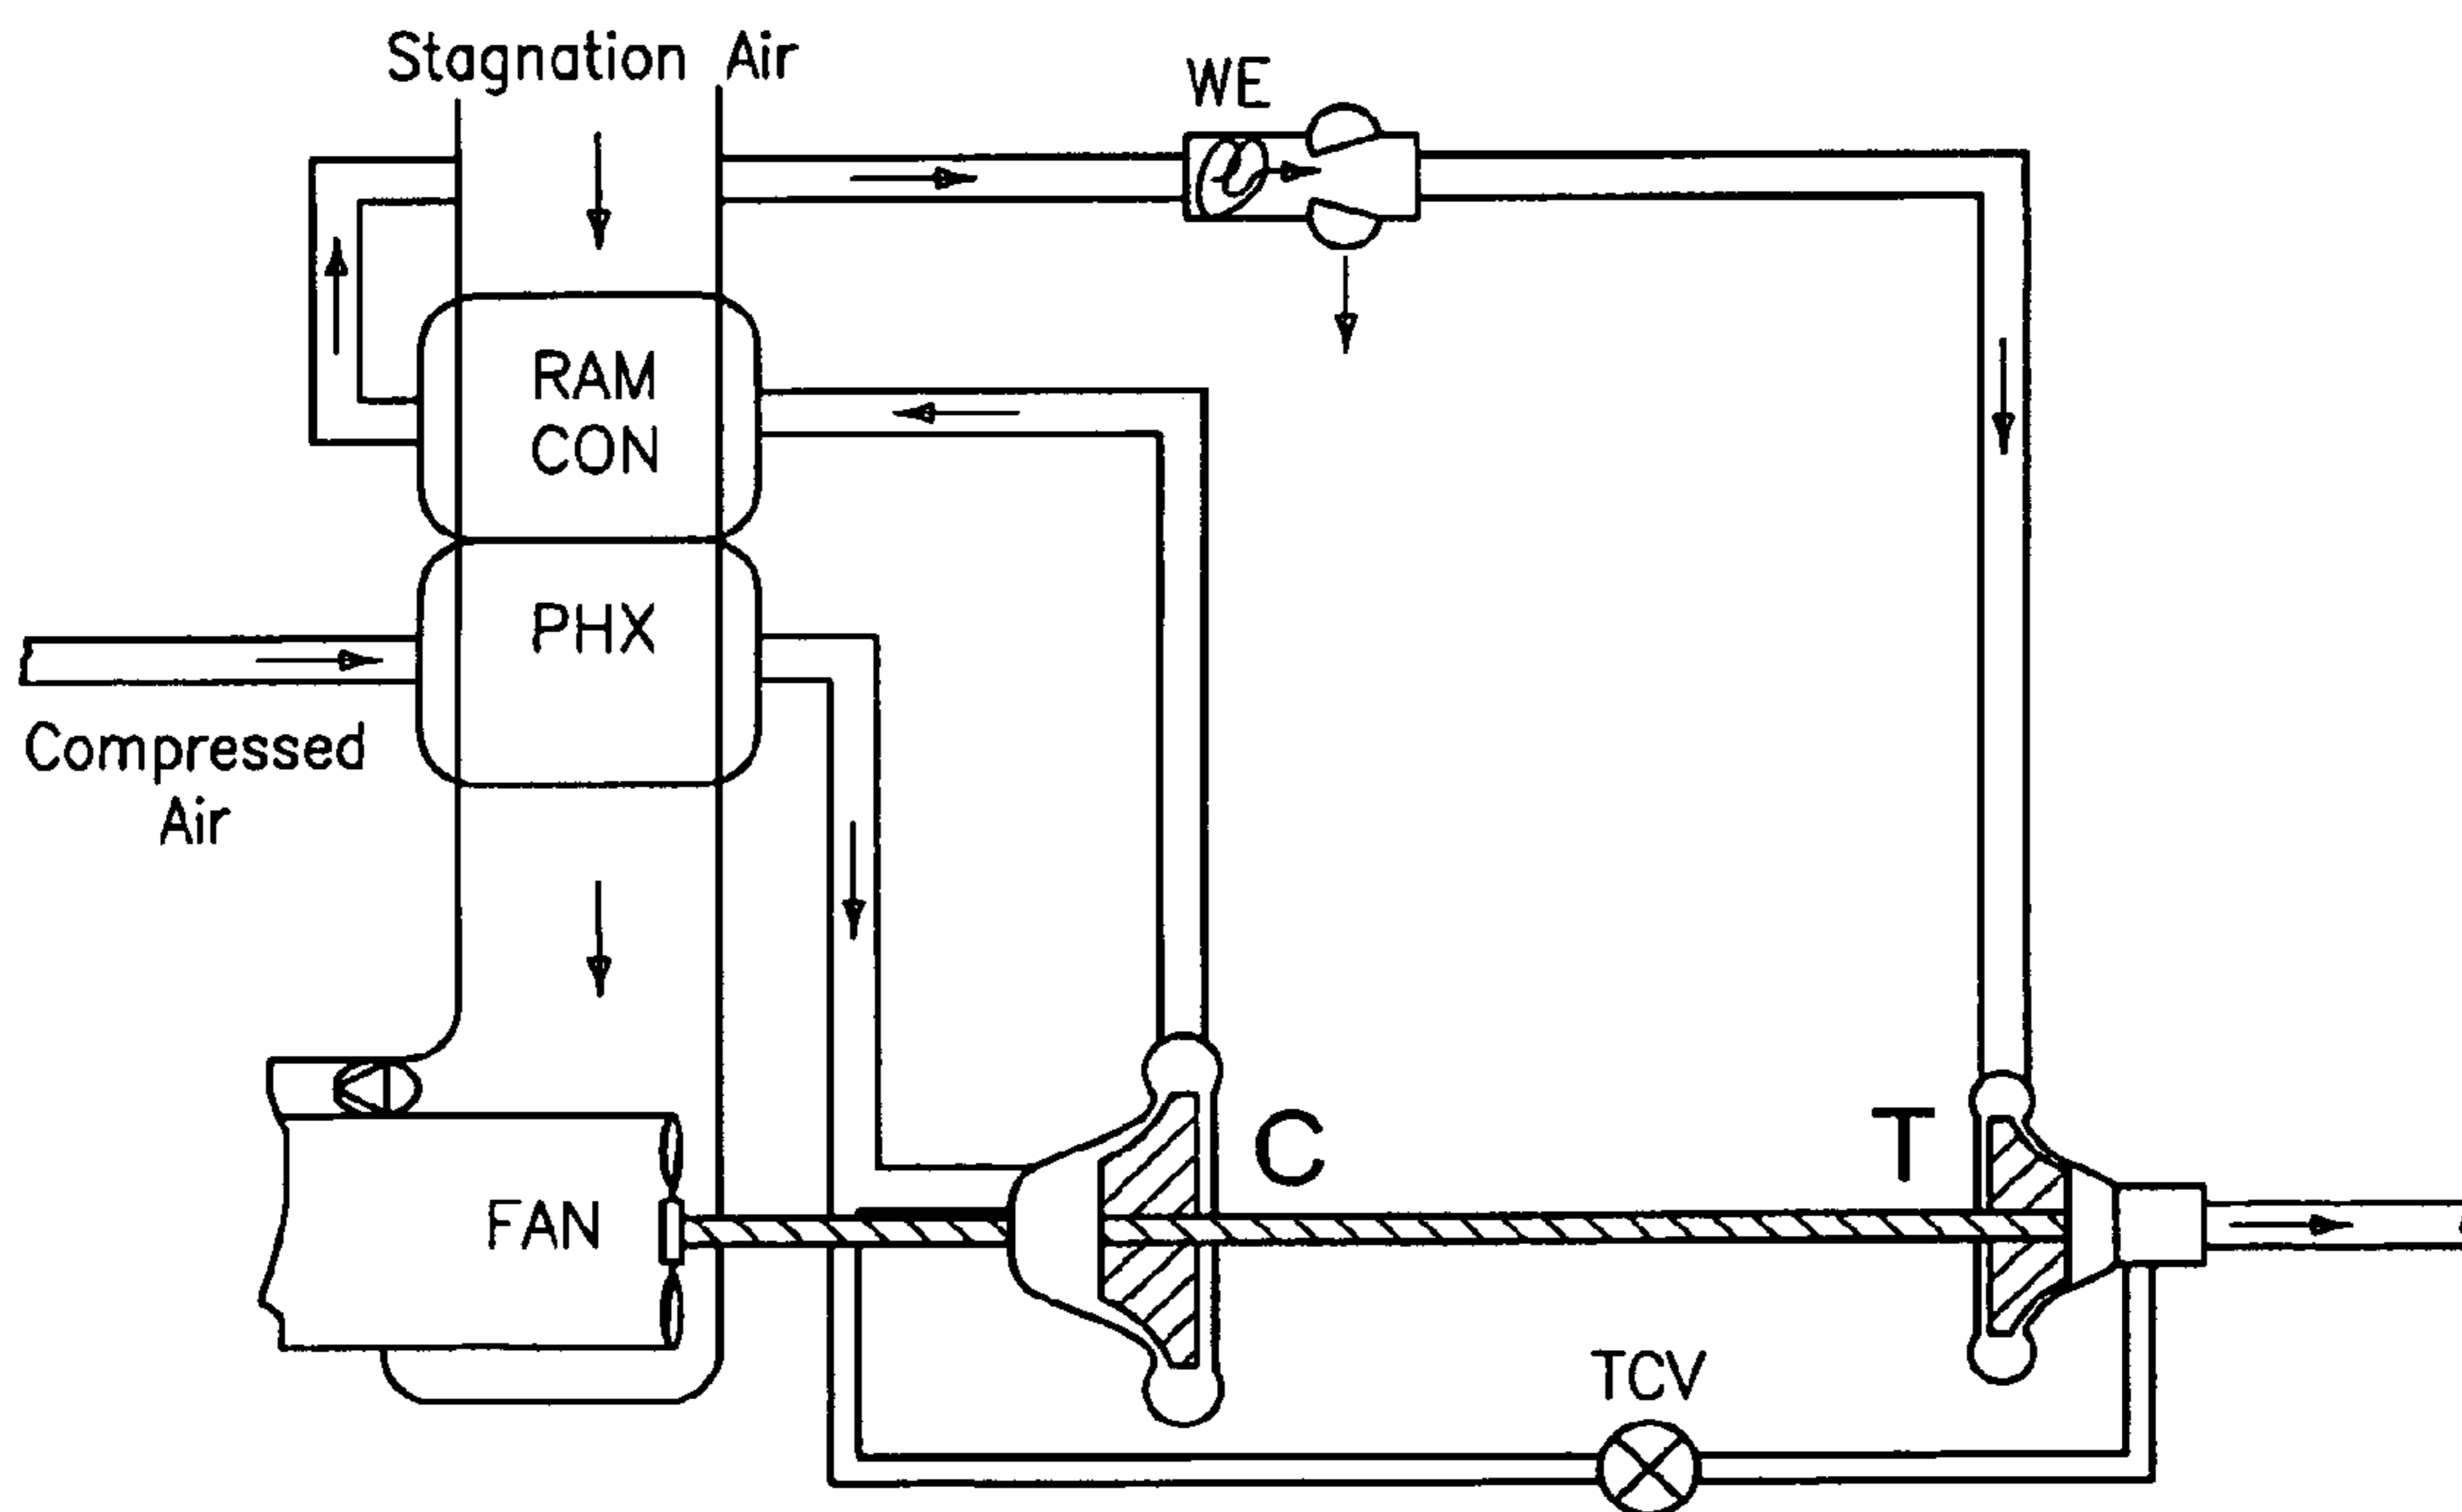 Stagnation Air
WE
RAM
CON
PHX
Compressed
Air
C
T
FAN
TCV